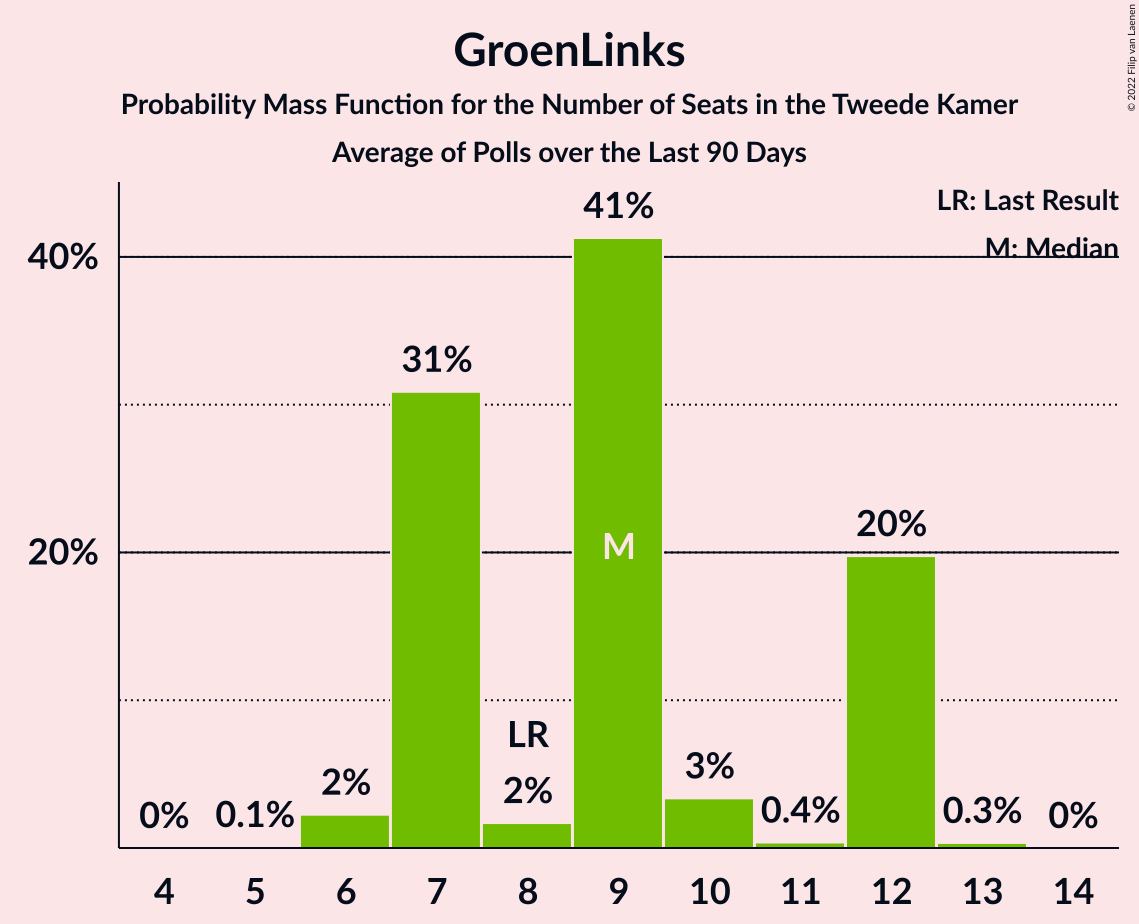 GroenLinks
Probability Mass Function for the Number of Seats in the Tweede Kamer
Average of Polls over the Last 90 Days
© 2022 Filip van Laenen
LR: Last Result
M: Median
41%
40%
31%
20%
20%
M
LR
2%
2%
3%
0%
0.1%
0.4%
0.3%
0%
4 5 6 7 8 9 10 11 12 13 14